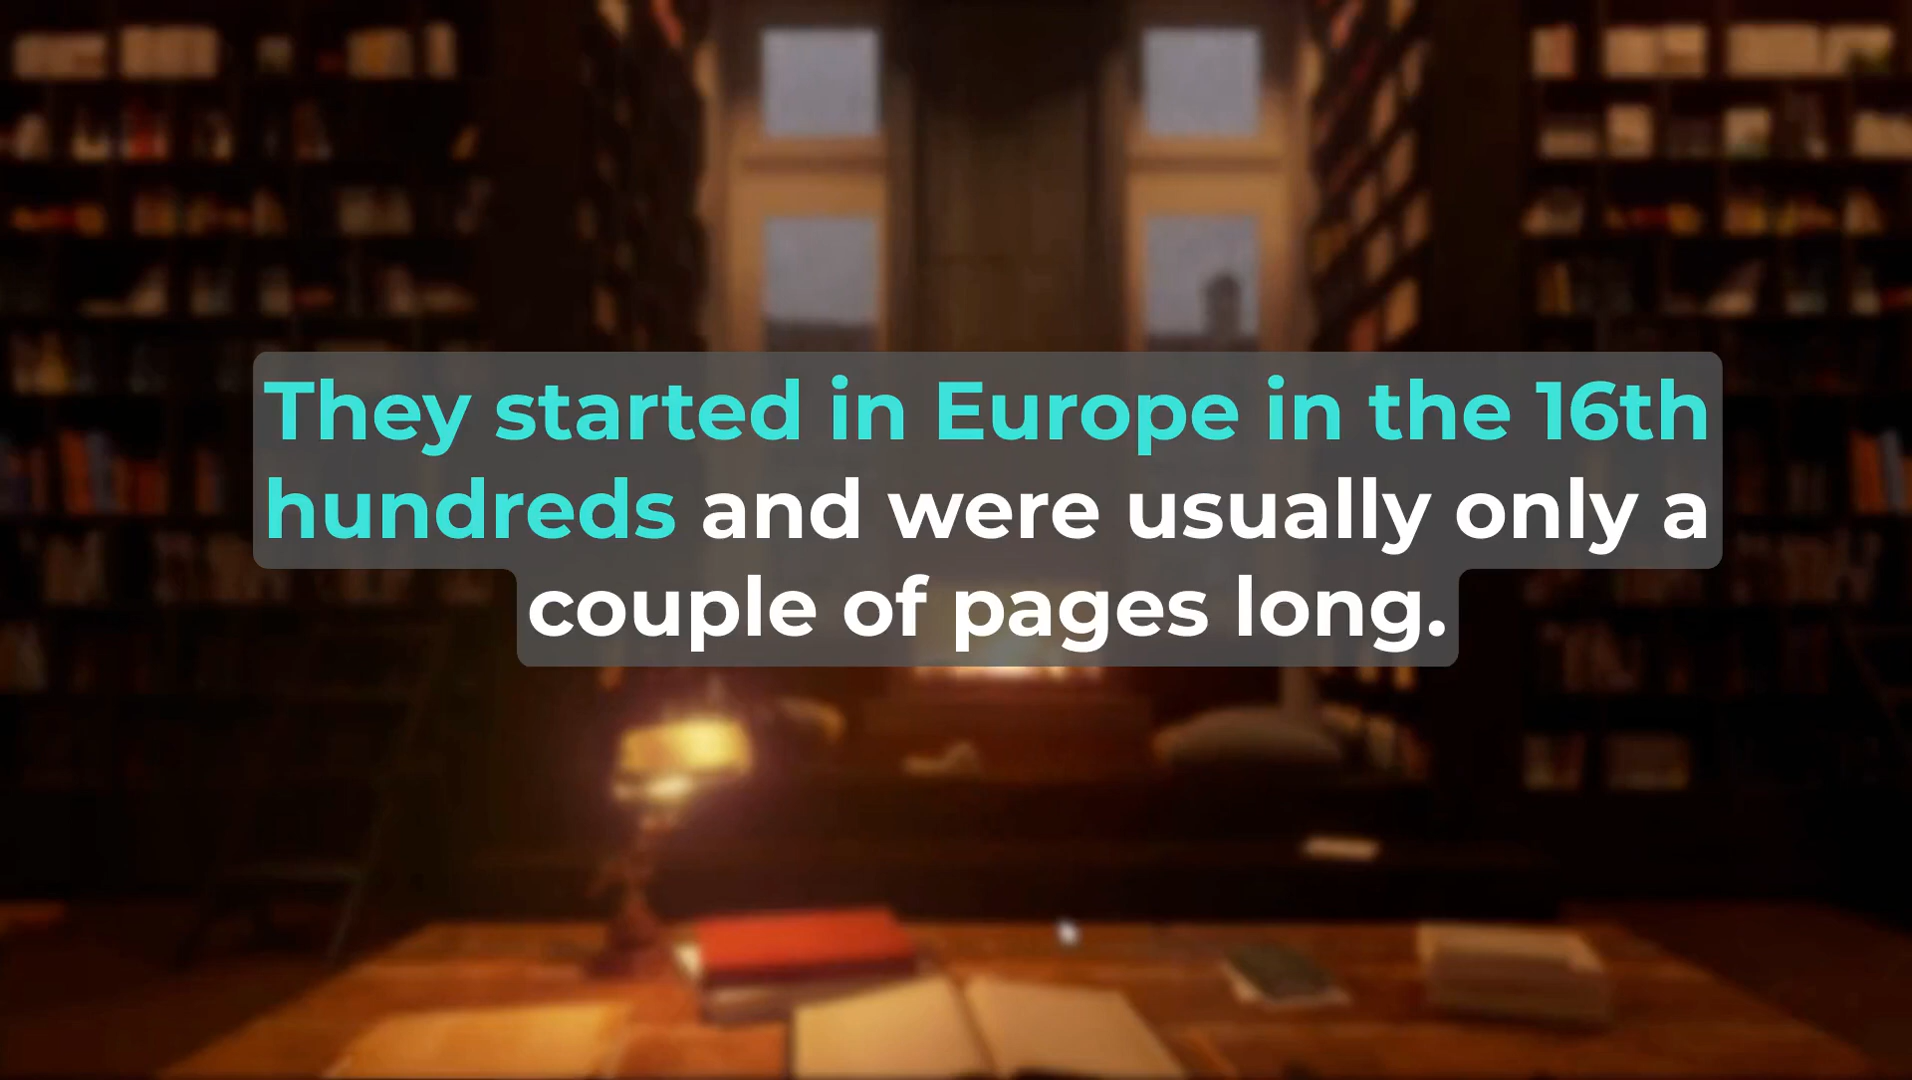 They started in Europe in the 16th
hundreds and were usually only a
couple of pages long.